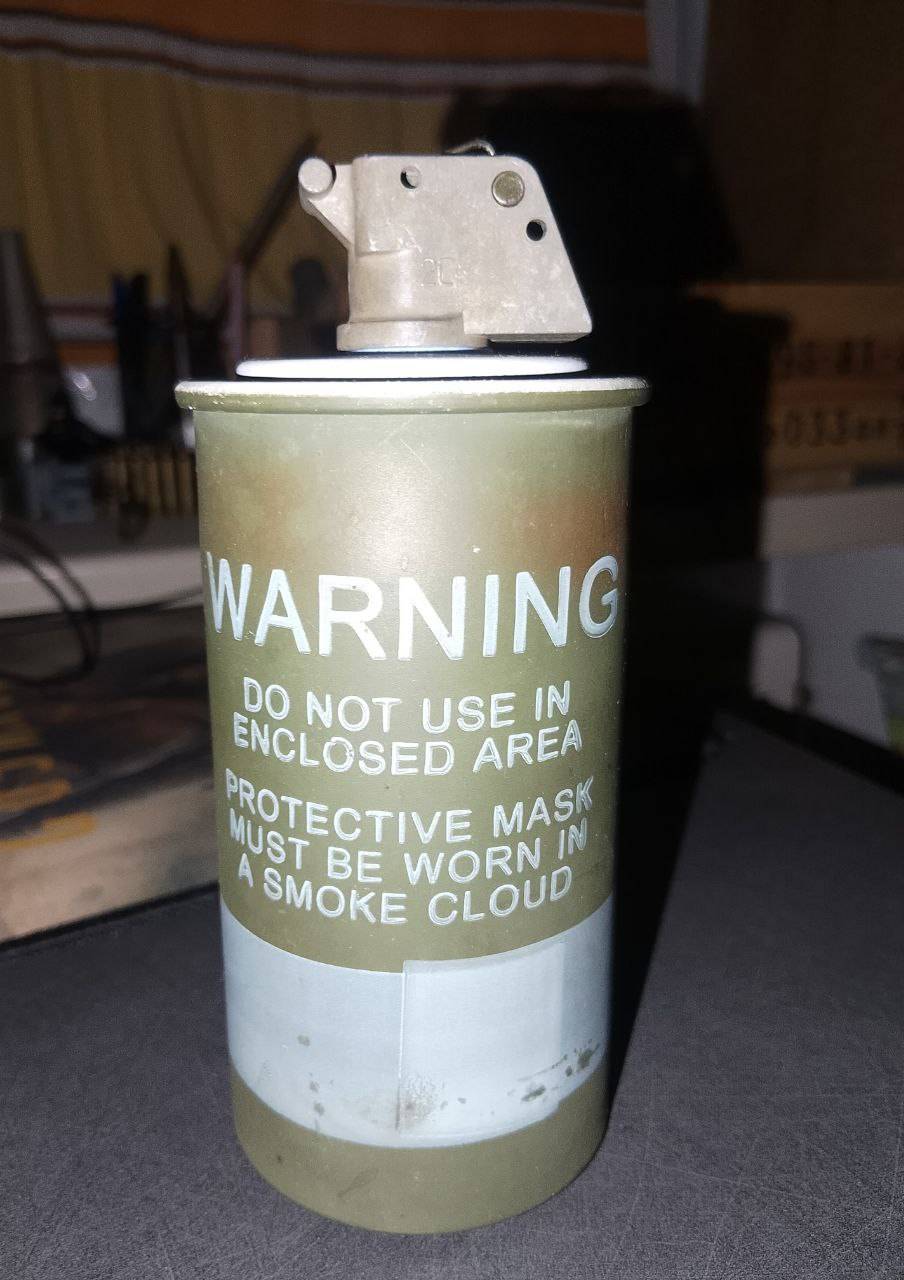 WARNING
DO NOT USE IN
ENCLOSED AREA
PROTECTIVE MASK
MUST BE WORN IN
A SMOKE CLOUD